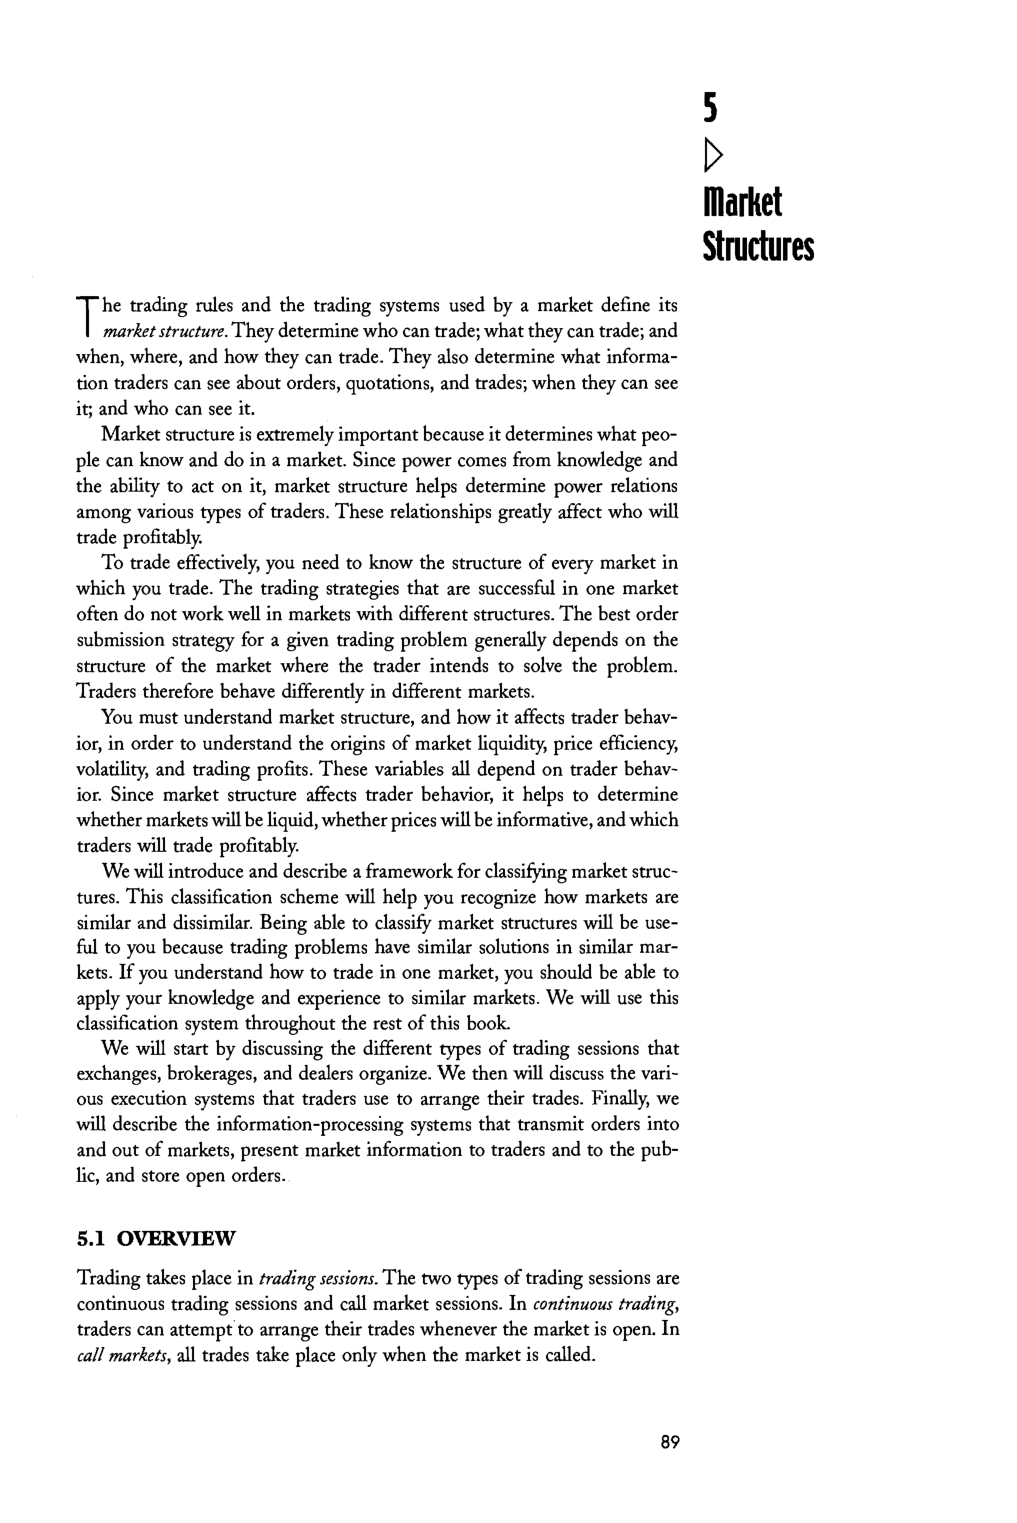 5
Market
Structures
The trading rules and the trading systems used by a market define its
market structure. They determine who can trade; what they can trade; and
when, where, and how they can trade. They also determine what informa-
tion traders can see about orders, quotations, and trades; when they can see
it; and who can see it.
Market structure is extremely important because it determines what peo-
ple can know and do in a market. Since power comes from knowledge and
the ability to act on it, market structure helps determine power relations
among various types of traders. These relationships greatly affect who will
trade profitably.
To trade effectively, you need to know the structure of every market in
which you trade. The trading strategies that are successful in one market
often do not work well in markets with different structures. The best order
submission strategy for a given trading problem generally depends on the
structure of the market where the trader intends to solve the problem.
Traders therefore behave differently in different markets.
You must understand market structure, and how it affects trader behav-
ior, in order to understand the origins of market liquidity, price efficiency,
volatility, and trading profits. These variables all depend on trader behav-
ior. Since market structure affects trader behavior, it helps to determine
whether markets will be liquid, whether prices will be informative, and which
traders will trade profitably.
We will introduce and describe a framework for classifying market struc-
tures. This classification scheme will help you recognize how markets are
similar and dissimilar. Being able to classify market structures will be use-
ful to you because trading problems have similar solutions in similar mar-
kets. If you understand how to trade in one market, you should be able to
apply your knowledge and experience to similar markets. We will use this
classification system throughout the rest of this book.
We will start by discussing the different types of trading sessions that
exchanges, brokerages, and dealers organize. We then will discuss the vari-
ous execution systems that traders use to arrange their trades. Finally, we
will describe the information-processing systems that transmit orders into
and out of markets, present market information to traders and to the pub-
lic, and store open orders.
5.1 OVERVIEW
Trading takes place in trading sessions. The two types of trading sessions are
continuous trading sessions and call market sessions. In continuous trading,
traders can attempt to arrange their trades whenever the market is open. In
call markets, all trades take place only when the market is called.
89